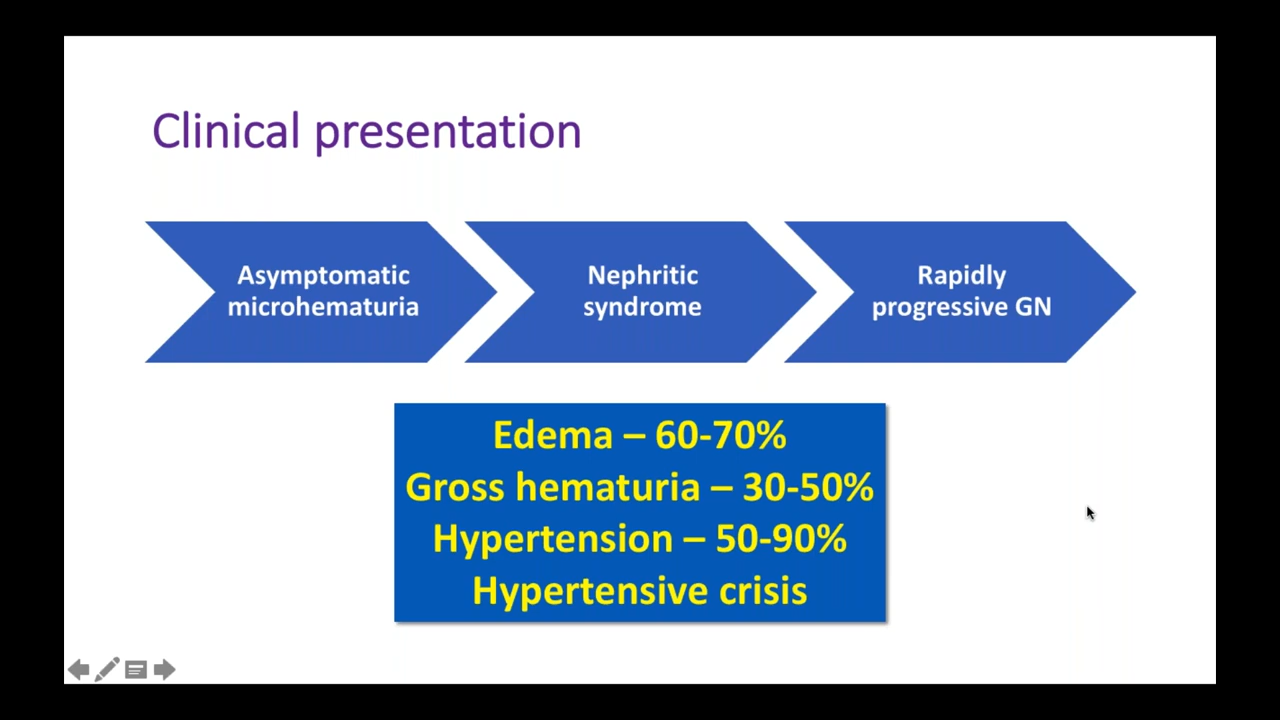 Clinical presentation
Asymptomatic
microhematuria
Nephritic
syndrome
Rapidly
progressive GN
Edema – 60-70%
Gross hematuria – 30-50%
Hypertension – 50-90%
Hypertensive crisis